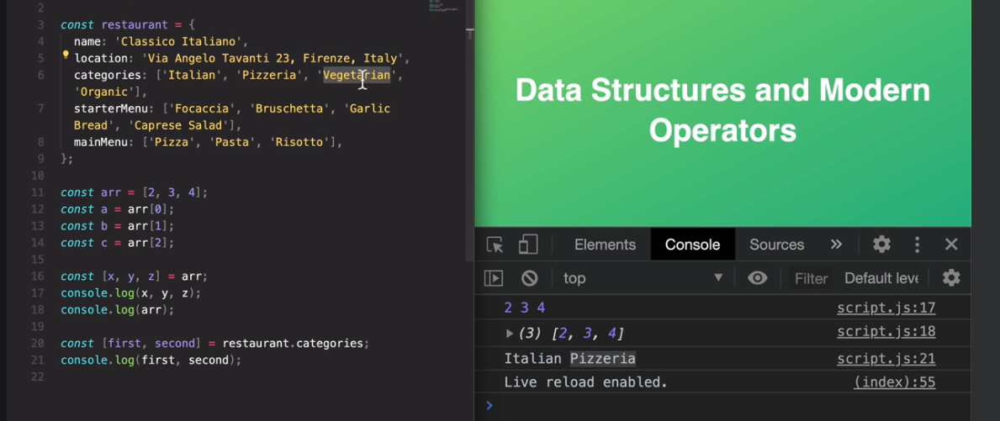 2
3 const restaurant = {
4 name: 'Classico Italiano',
5 location: 'Via Angelo Tavanti 23, Firenze, Italy',
6 categories: ['Italian', 'Pizzeria', 'Vegetarian',
'Organic'],
7 starterMenu: ['Focaccia', 'Bruschetta', 'Garlic
Bread', 'Caprese Salad'],
8 mainMenu: ['Pizza', 'Pasta', 'Risotto'],
9 };
10
11 const arr = [2, 3, 4];
12 const a = arr[0];
13 const b = arr[1];
14 const c = arr[2];
15
16 const [x, y, z] = arr;
17 console.log(x, y, z);
18 console.log(arr);
19
20 const [first, second] = restaurant.categories;
21 console.log(first, second);
22
Data Structures and Modern
Operators
Elements Console Sources
top Filter Default leve
2 3 4 script.js:17
(3) [2, 3, 4] script.js:18
Italian Pizzeria script.js:21
Live reload enabled. (index):55